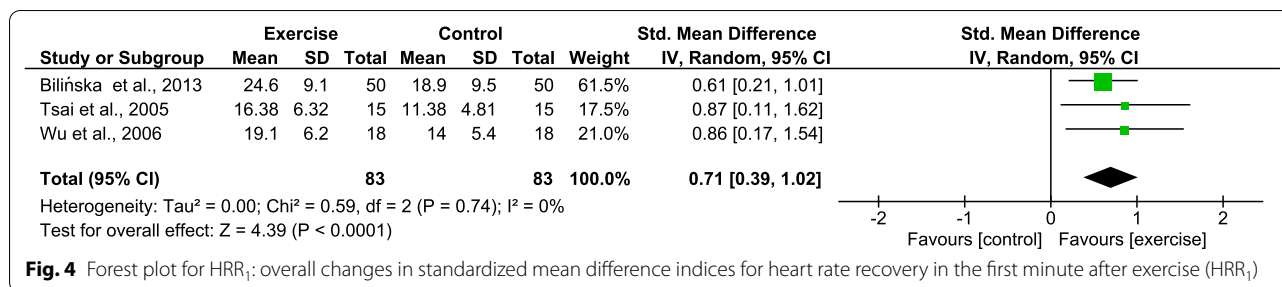 Exercise Control Std. Mean Difference Std. Mean Difference
Study or Subgroup Mean SD Total Mean SD Total Weight IV, Random, 95% CI IV, Random, 95% CI
Bilińska et al., 2013 24.6 9.1 50 18.9 9.5 50 61.5% 0.61 [0.21, 1.01]
Tsai et al., 2005 16.38 6.32 15 11.38 4.81 15 17.5% 0.87 [0.11, 1.62]
Wu et al., 2006 19.1 6.2 18 14 5.4 18 21.0% 0.86 [0.17, 1.54]
Total (95% CI) 83 83 100.0% 0.71 [0.39, 1.02]
Heterogeneity: Tau² = 0.00; Chi² = 0.59, df = 2 (P = 0.74); I² = 0%
Test for overall effect: Z = 4.39 (P < 0.0001)
-2 -1 0 1 2
Favours [control] Favours [exercise]
Fig. 4 Forest plot for HRR₁: overall changes in standardized mean difference indices for heart rate recovery in the first minute after exercise (HRR₁)